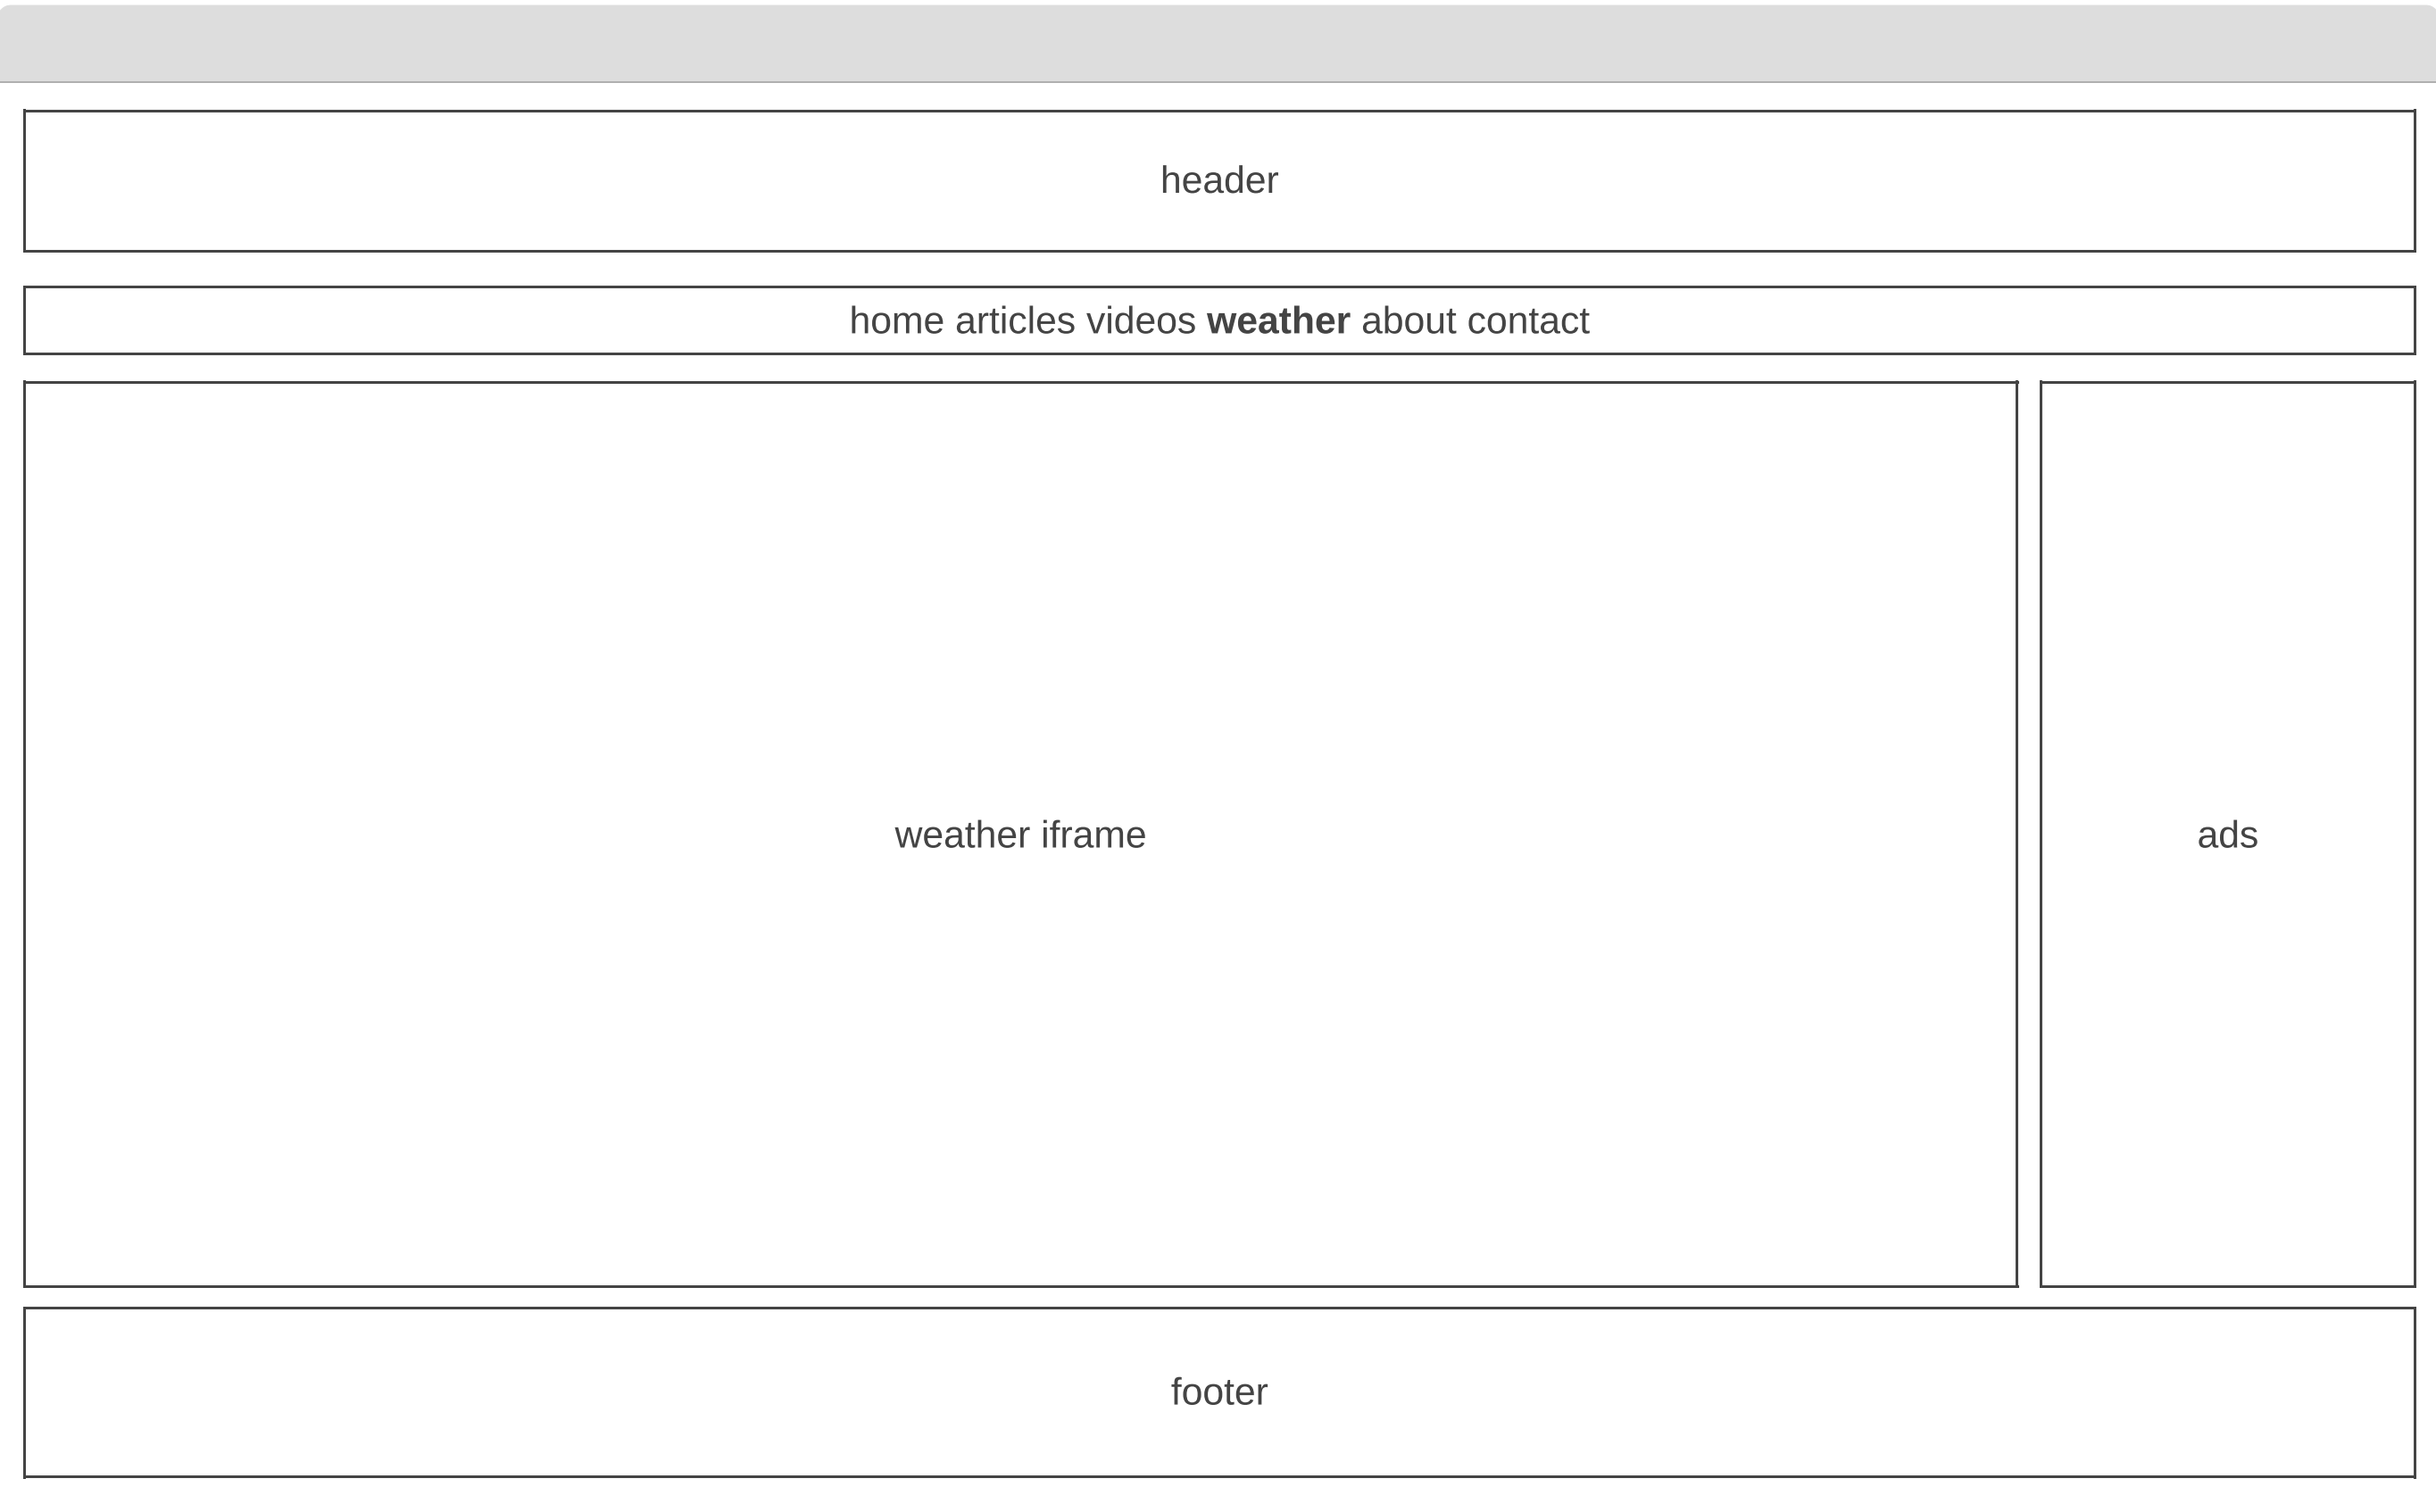 header
home articles videos weather about contact
weather iframe
ads
footer